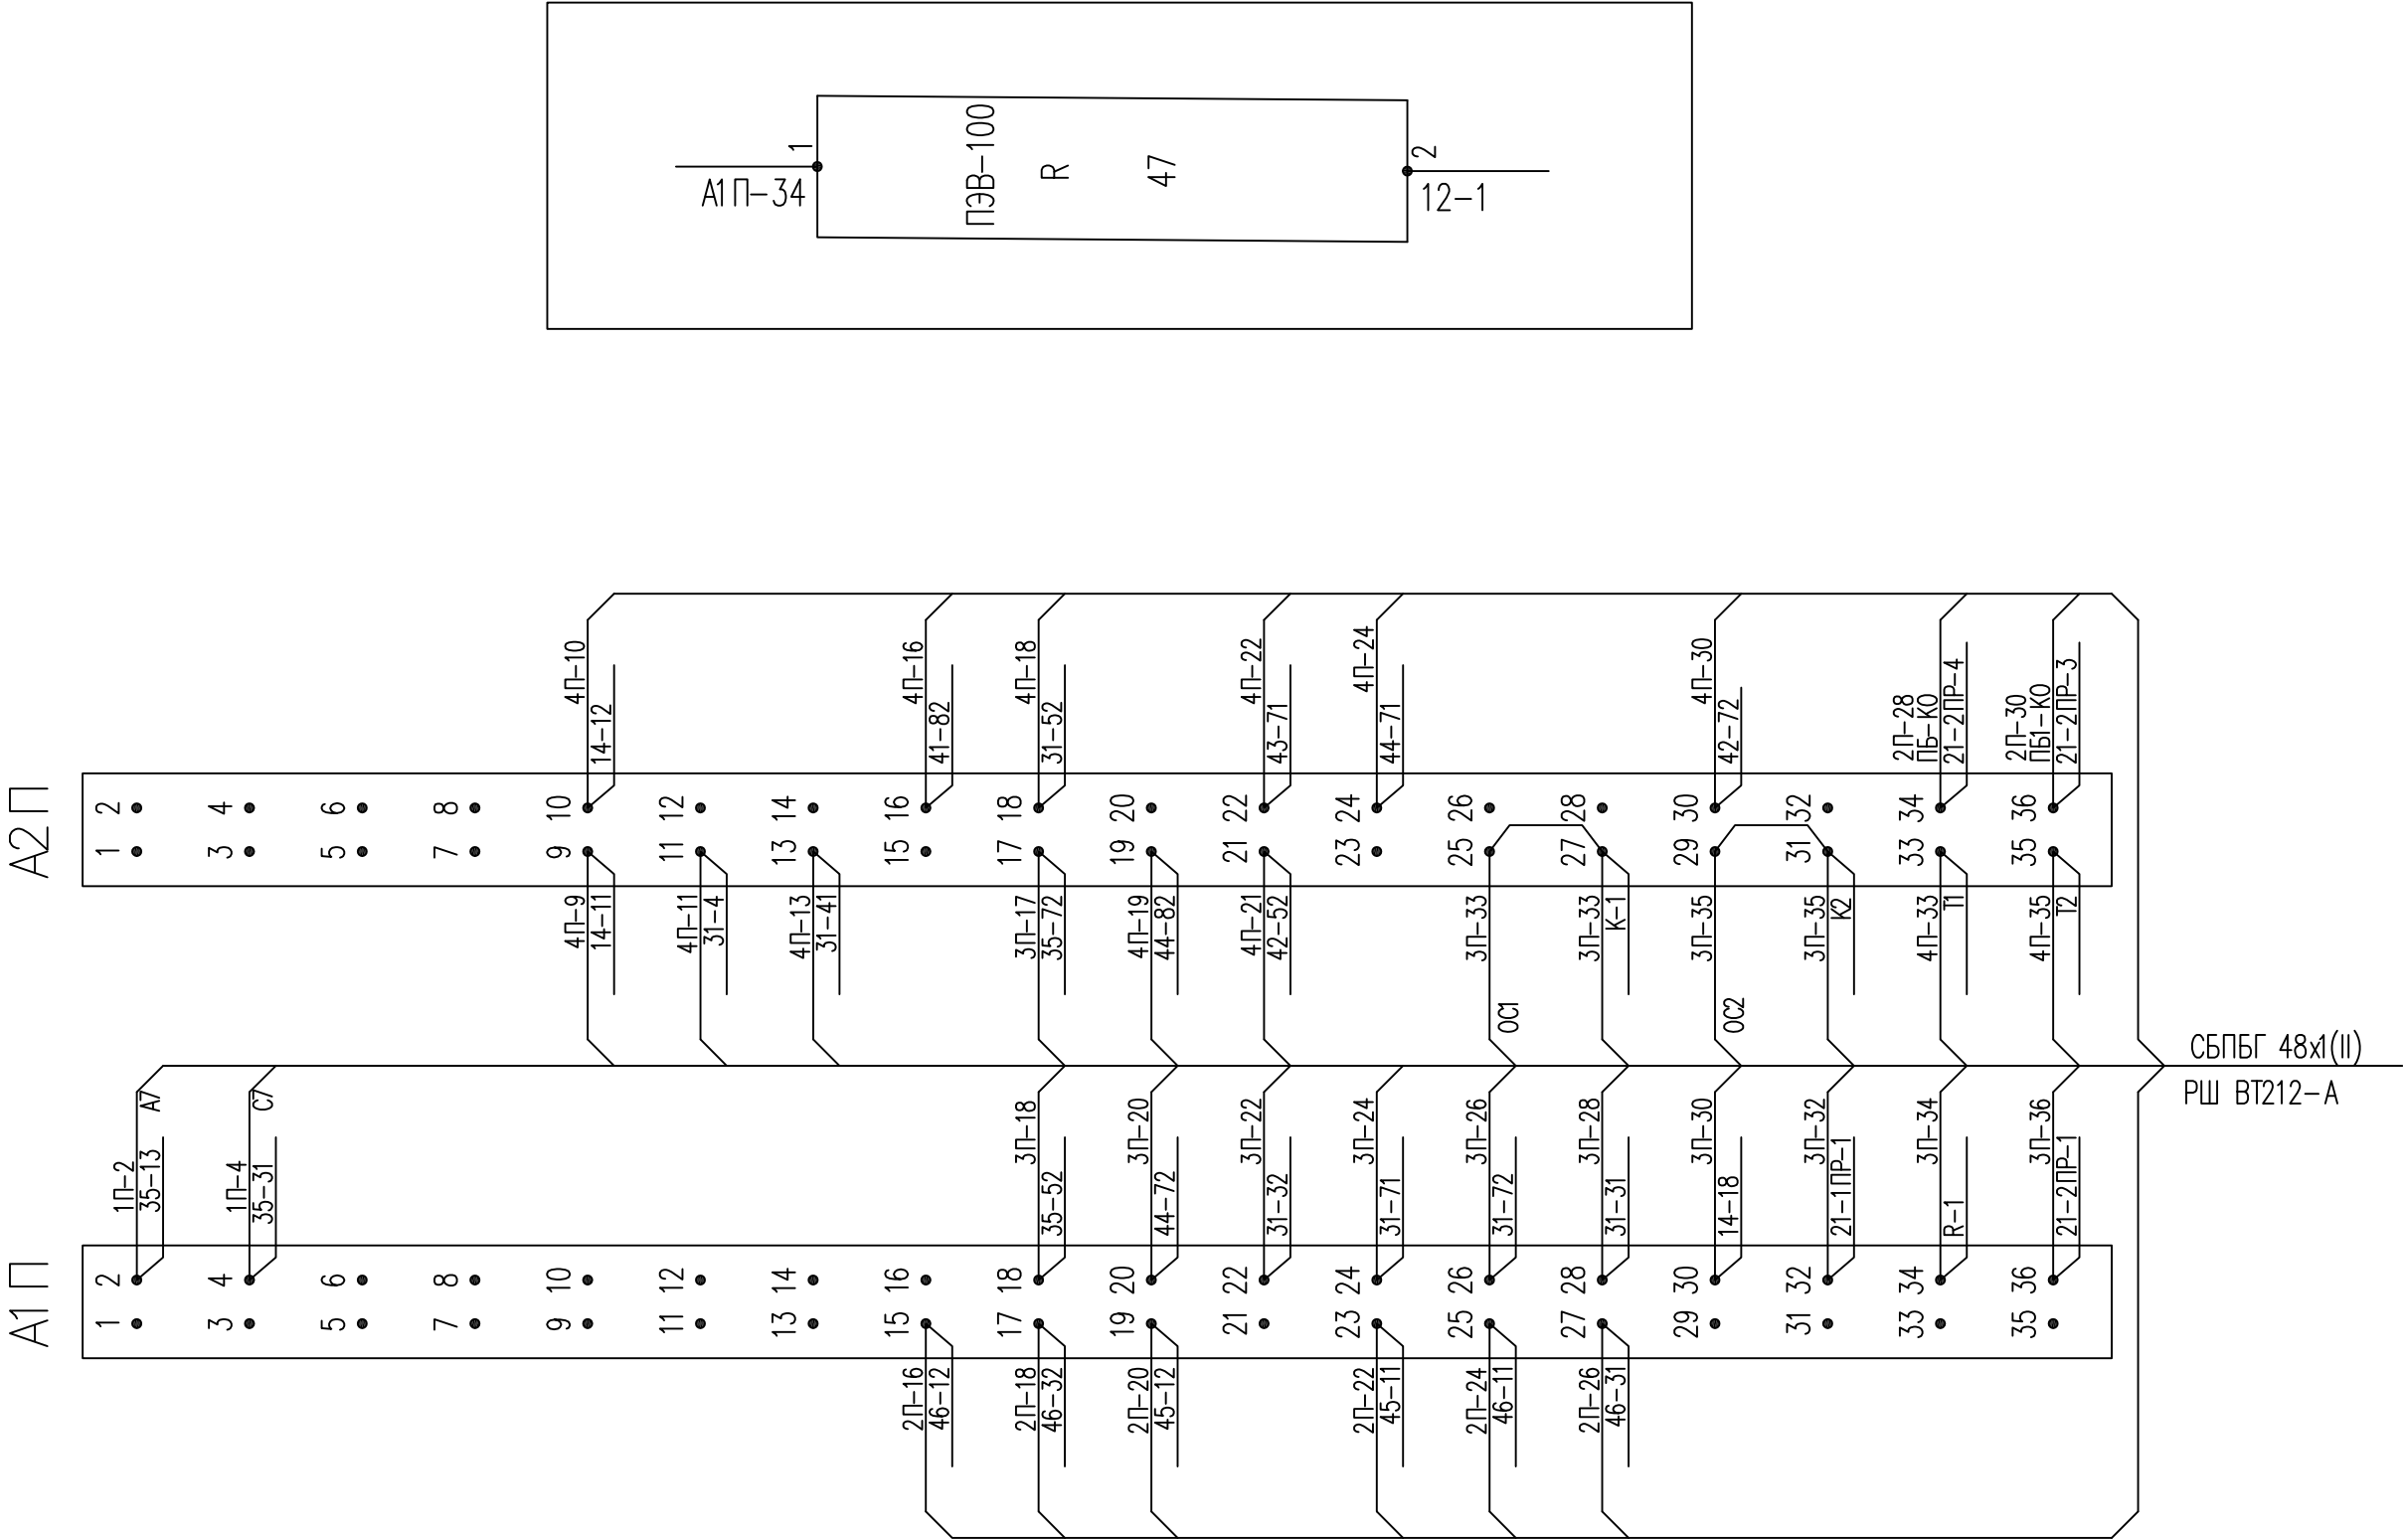 1
А1П-34
ПЭВ-100
R
47
2
12-1
4П-10
14-12
4П-16
41-82
4П-18
31-52
4П-22
43-71
4П-24
44-71
4П-30
42-72
2П-28
ПБ-КО
21-2ПР-4
2П-30
ПБ1-КО
21-2ПР-3
А2П
2
4
6
8
10
12
14
16
18
20
22
24
26
28
30
32
34
36
1
3
5
7
9
11
13
15
17
19
21
23
25
27
29
31
33
35
4П-9
14-11
4П-11
31-4
4П-13
31-41
3П-17
35-72
4П-19
44-82
4П-21
42-52
3П-33
ОС1
3П-33
К-1
3П-35
ОС2
3П-35
К2
4П-33
Т1
4П-35
Т2
СБПБГ 48х1(II)
РШ ВТ212-А
1П-2
А7
35-13
1П-4
С7
35-31
3П-18
35-52
3П-20
44-72
3П-22
31-32
3П-24
31-71
3П-26
31-72
3П-28
31-31
3П-30
14-18
3П-32
21-1ПР-1
3П-34
R-1
3П-36
21-2ПР-1
А1П
2
4
6
8
10
12
14
16
18
20
22
24
26
28
30
32
34
36
1
3
5
7
9
11
13
15
17
19
21
23
25
27
29
31
33
35
2П-16
46-12
2П-18
46-32
2П-20
45-12
2П-22
45-11
2П-24
46-11
2П-26
46-31